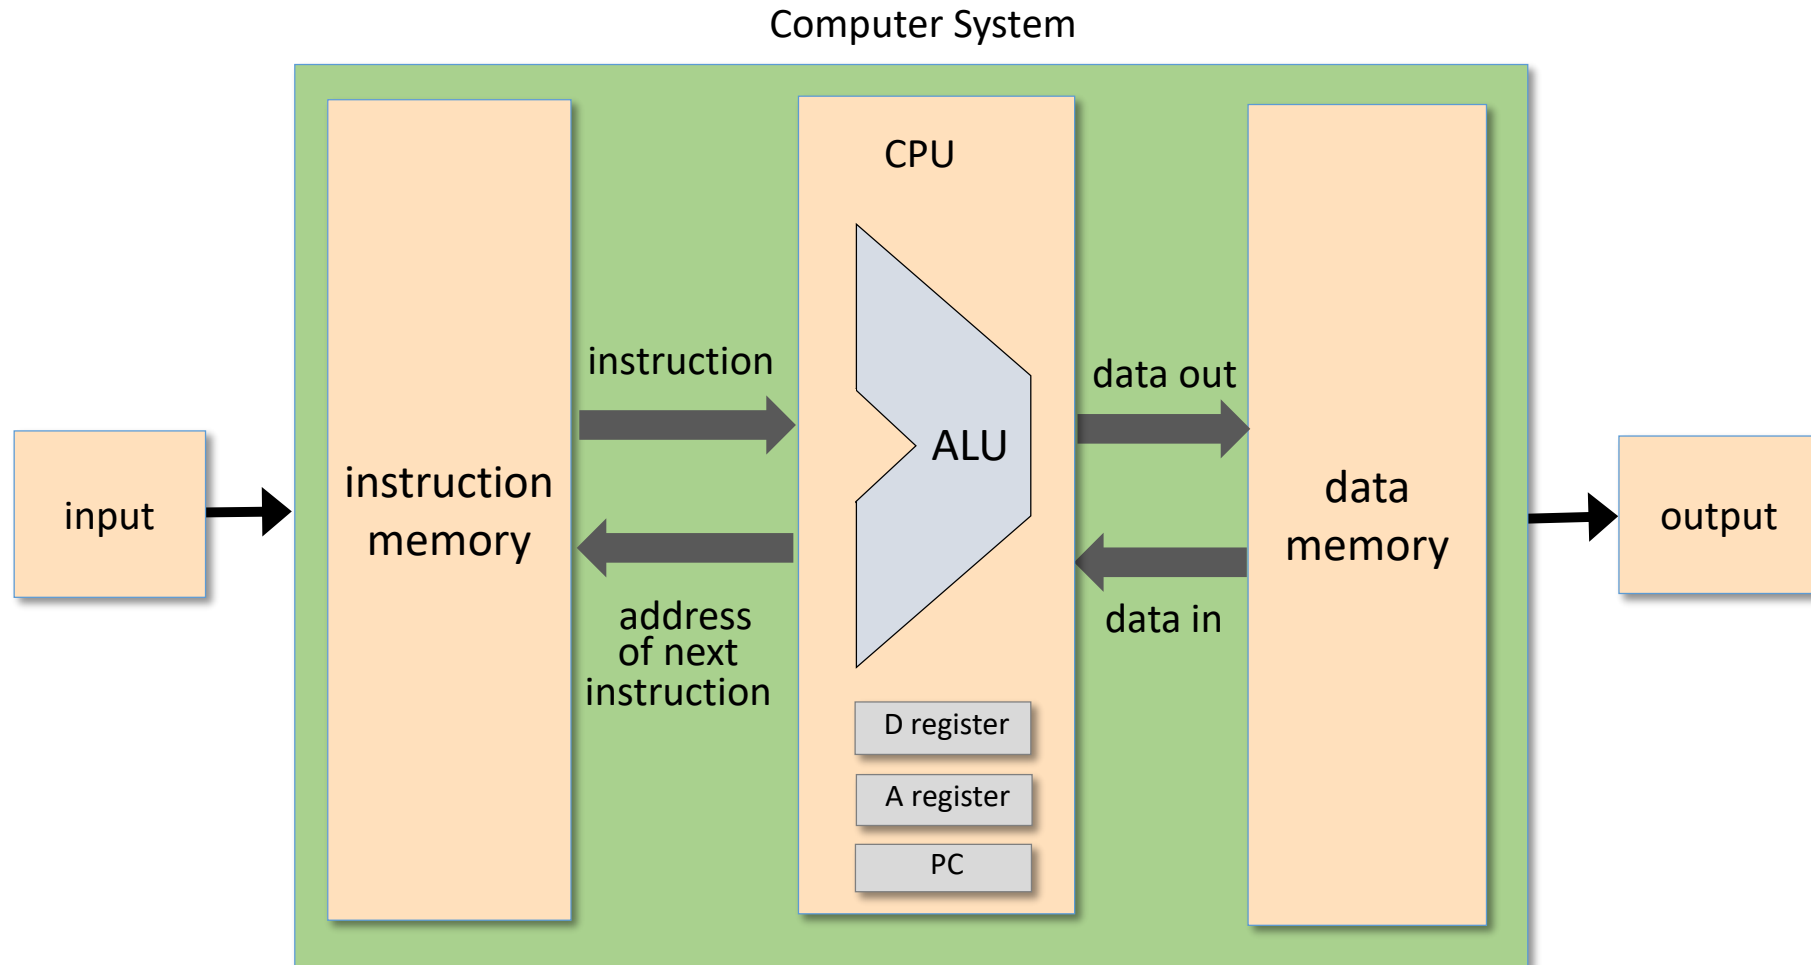 Computer System
input
instruction
memory
instruction
address
of next
instruction
CPU
ALU
D register
A register
PC
data out
data in
data
memory
output